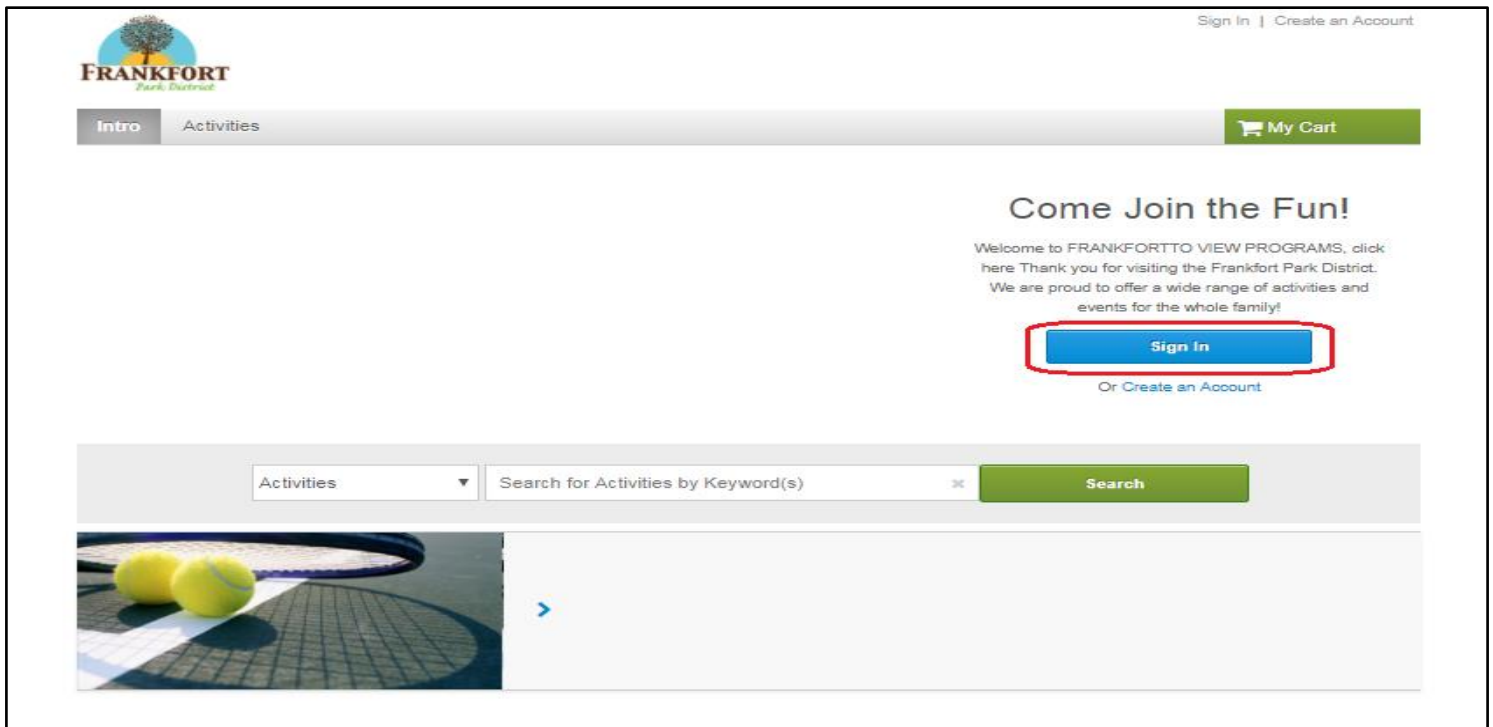 Sign In | Create an Account
FRANKFORT
Park District
Intro Activities My Cart
Come Join the Fun!
Welcome to FRANKFORTTO VIEW PROGRAMS, click
here Thank you for visiting the Frankfort Park District.
We are proud to offer a wide range of activities and
events for the whole family!
Sign In
Or Create an Account
Activities Search for Activities by Keyword(s) Search